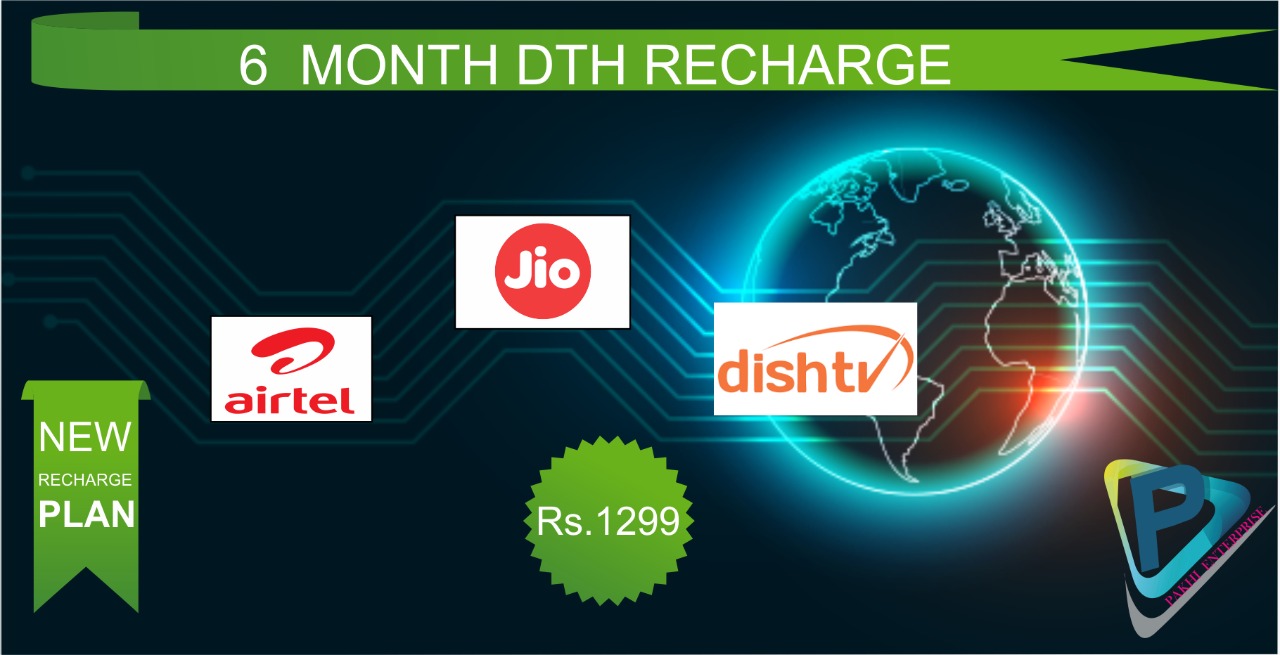 6 MONTH DTH RECHARGE
Jio
airtel
dishtv
NEW
RECHARGE
PLAN
Rs.1299
P
PAKHI ENTERPRISE